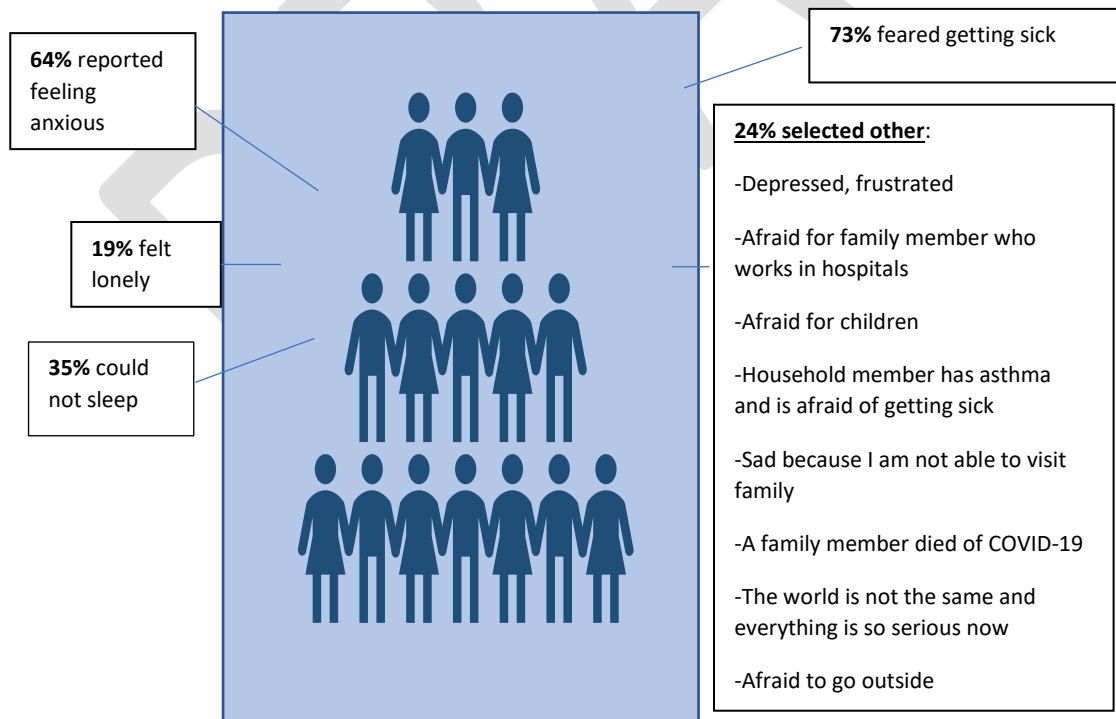 64% reported
feeling
anxious
19% felt
lonely
35% could
not sleep
73% feared getting sick
24% selected other:
-Depressed, frustrated
-Afraid for family member who
works in hospitals
-Afraid for children
-Household member has asthma
and is afraid of getting sick
-Sad because I am not able to visit
family
-A family member died of COVID-19
-The world is not the same and
everything is so serious now
-Afraid to go outside